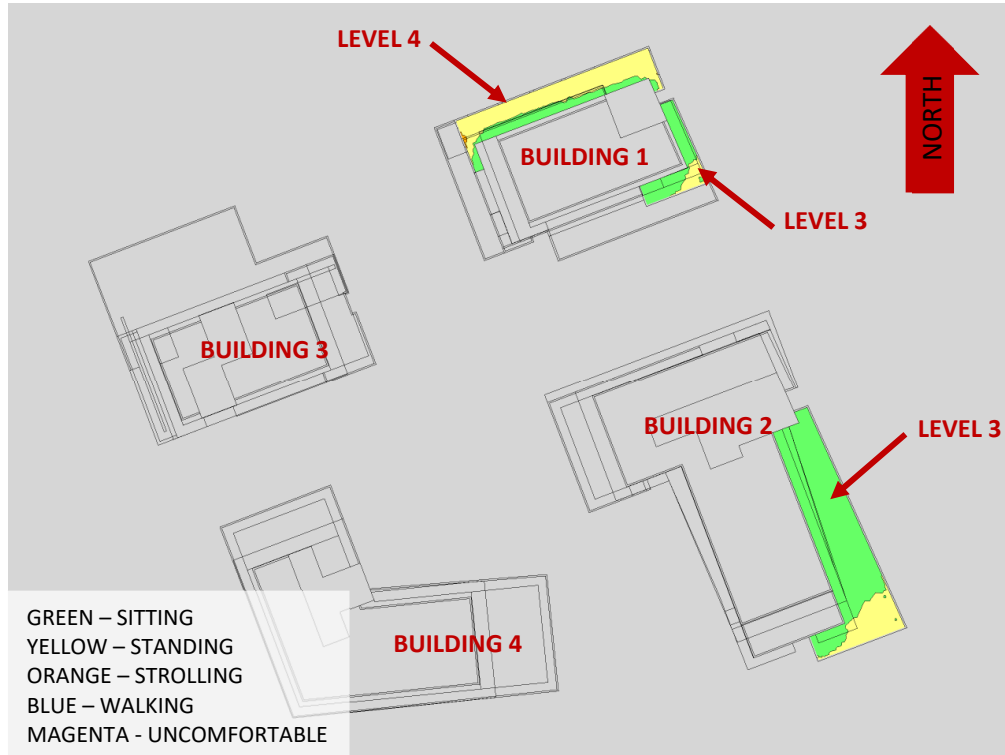 LEVEL 4
NORTH
BUILDING 1
LEVEL 3
BUILDING 3
BUILDING 2
LEVEL 3
BUILDING 4
GREEN – SITTING
YELLOW – STANDING
ORANGE – STROLLING
BLUE – WALKING
MAGENTA - UNCOMFORTABLE